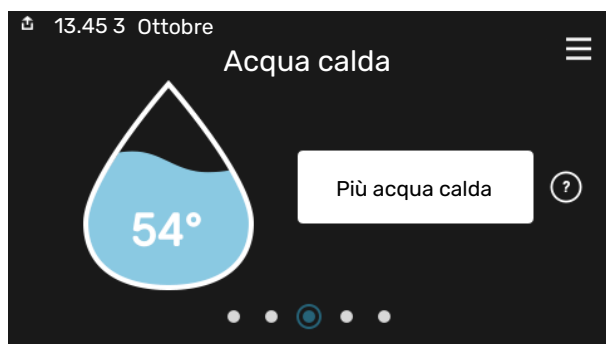 13.45 3 Ottobre
Acqua calda
Più acqua calda
?
54°